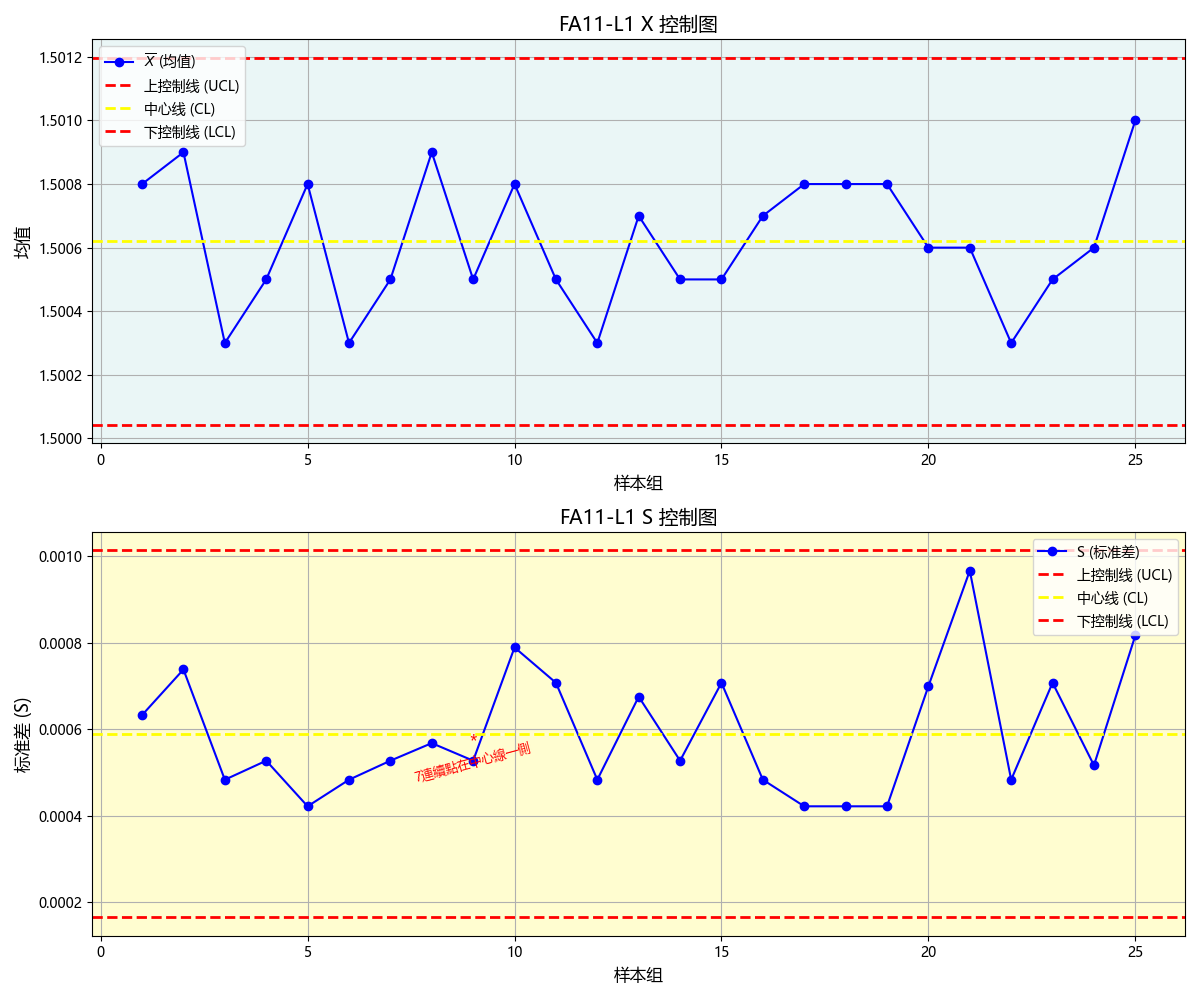 FA11-L1 X 控制图
X (均值)
上控制线 (UCL)
中心线 (CL)
下控制线 (LCL)
均值
1.5012
1.5010
1.5008
1.5006
1.5004
1.5002
1.5000
0 5 10 15 20 25
样本组
FA11-L1 S 控制图
S (标准差)
上控制线 (UCL)
中心线 (CL)
下控制线 (LCL)
标准差 (S)
0.0010
0.0008
0.0006
0.0004
0.0002
*
7連續點在中心線一側
0 5 10 15 20 25
样本组